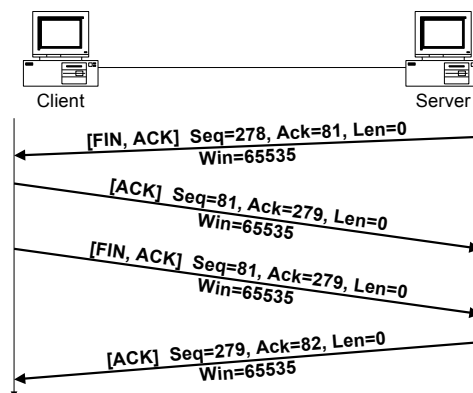 Client
Server
[FIN, ACK] Seq=278, Ack=81, Len=0
Win=65535
[ACK] Seq=81, Ack=279, Len=0
Win=65535
[FIN, ACK] Seq=81, Ack=279, Len=0
Win=65535
[ACK] Seq=279, Ack=82, Len=0
Win=65535